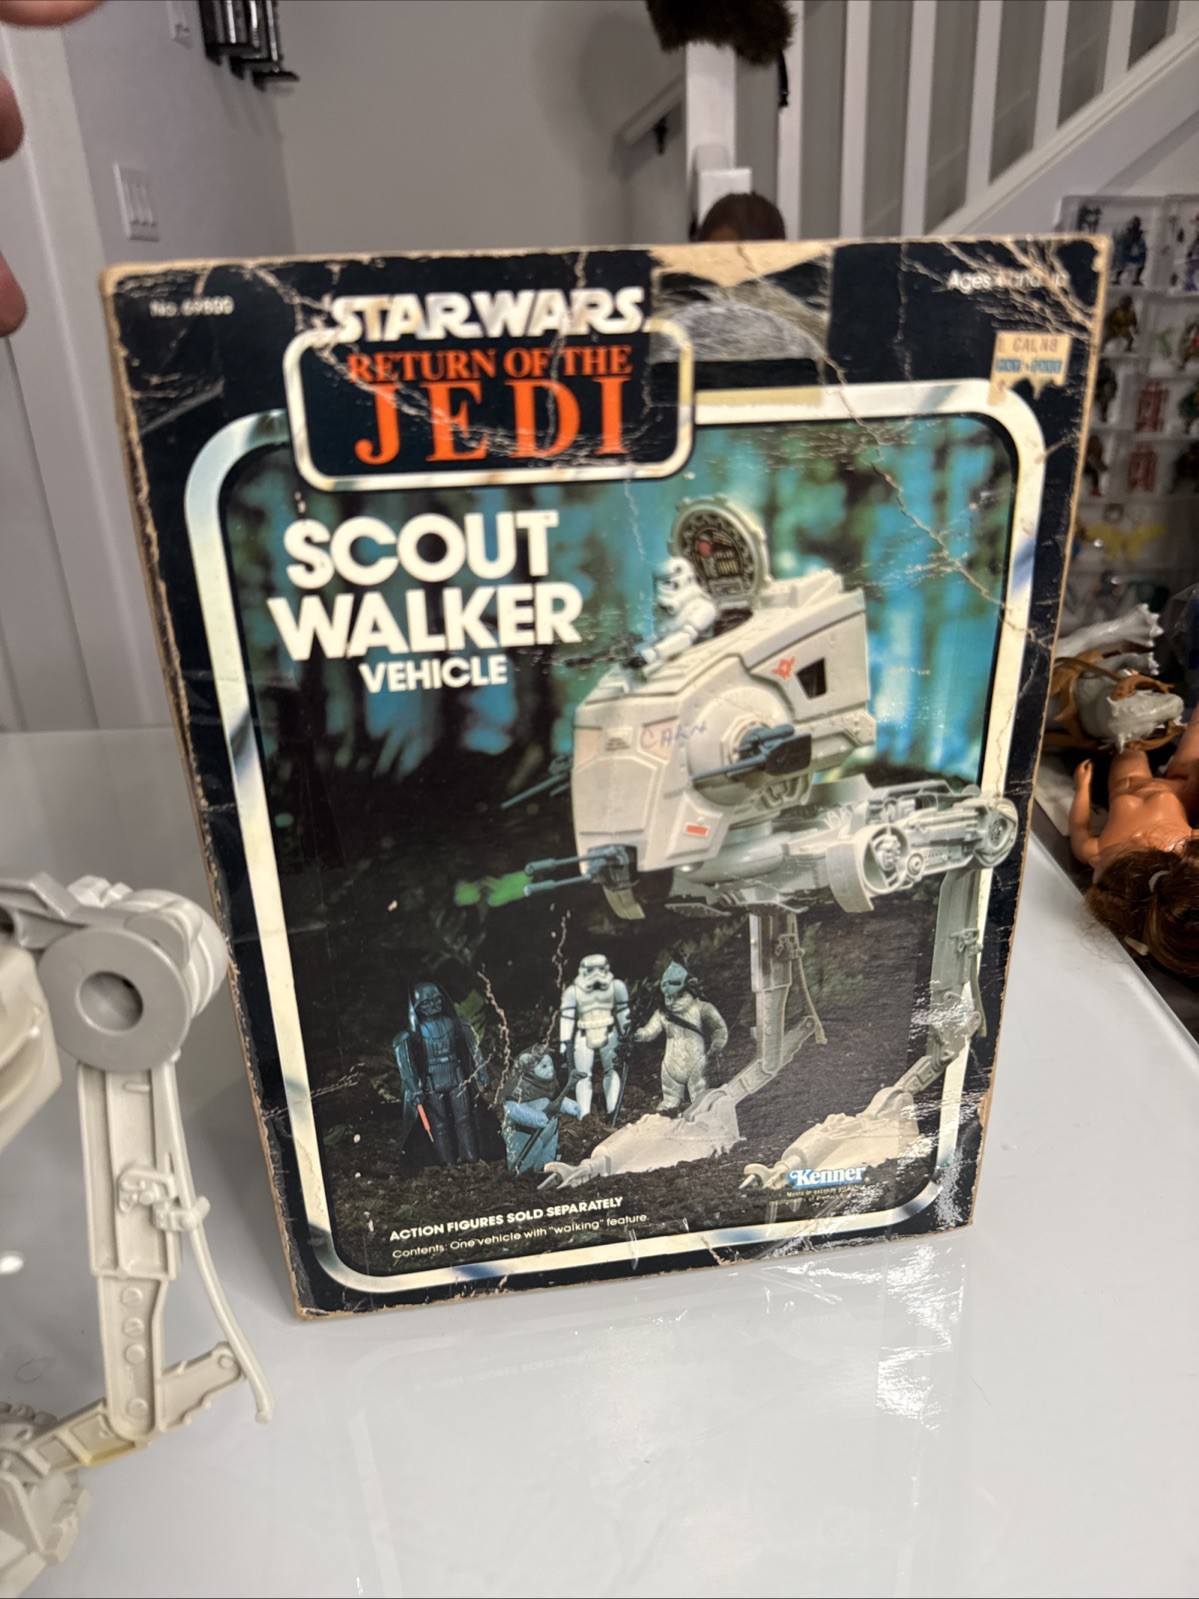 No. 69800
STAR WARS
RETURN OF THE
JEDI
Ages 4 and up
SCOUT
WALKER
VEHICLE
Kenner
ACTION FIGURES SOLD SEPARATELY
Contents: One vehicle with "walking" feature.